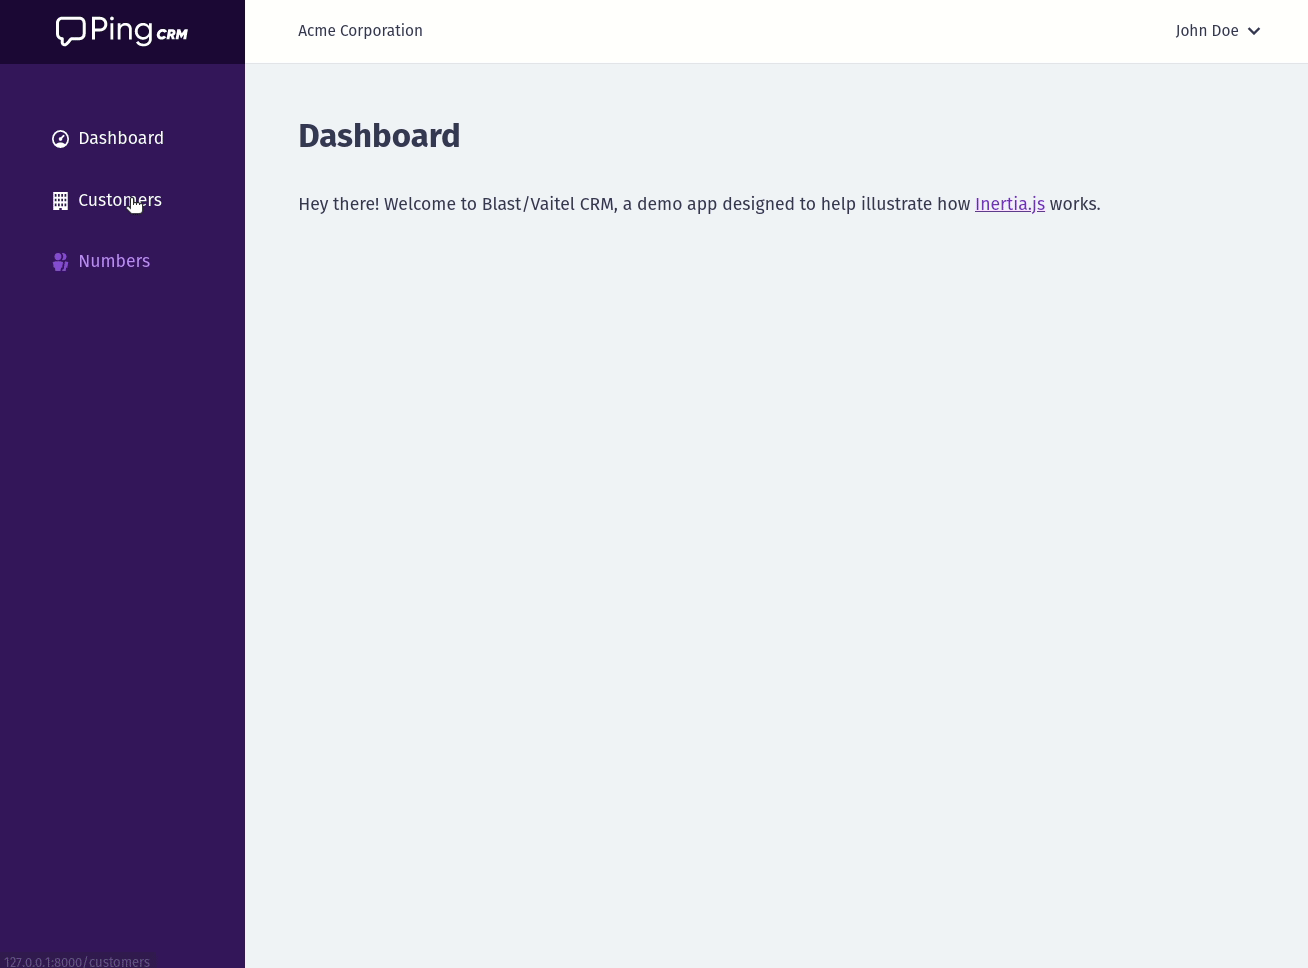 Ping CRM
Acme Corporation
John Doe
Dashboard
Customers
Numbers
Dashboard
Hey there! Welcome to Blast/Vaitel CRM, a demo app designed to help illustrate how Inertia.js works.
127.0.0.1:8000/customers